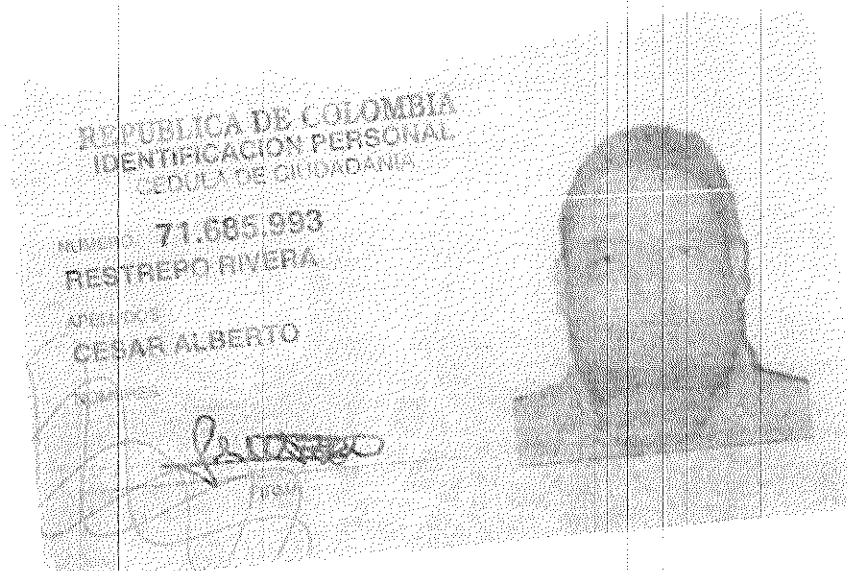 REPUBLICA DE COLOMBIA
IDENTIFICACION PERSONAL
CEDULA DE CIUDADANIA
NUMERO 71.685.993
RESTREPO RIVERA
APELLIDOS
CESAR ALBERTO
NOMBRES
FIRMA